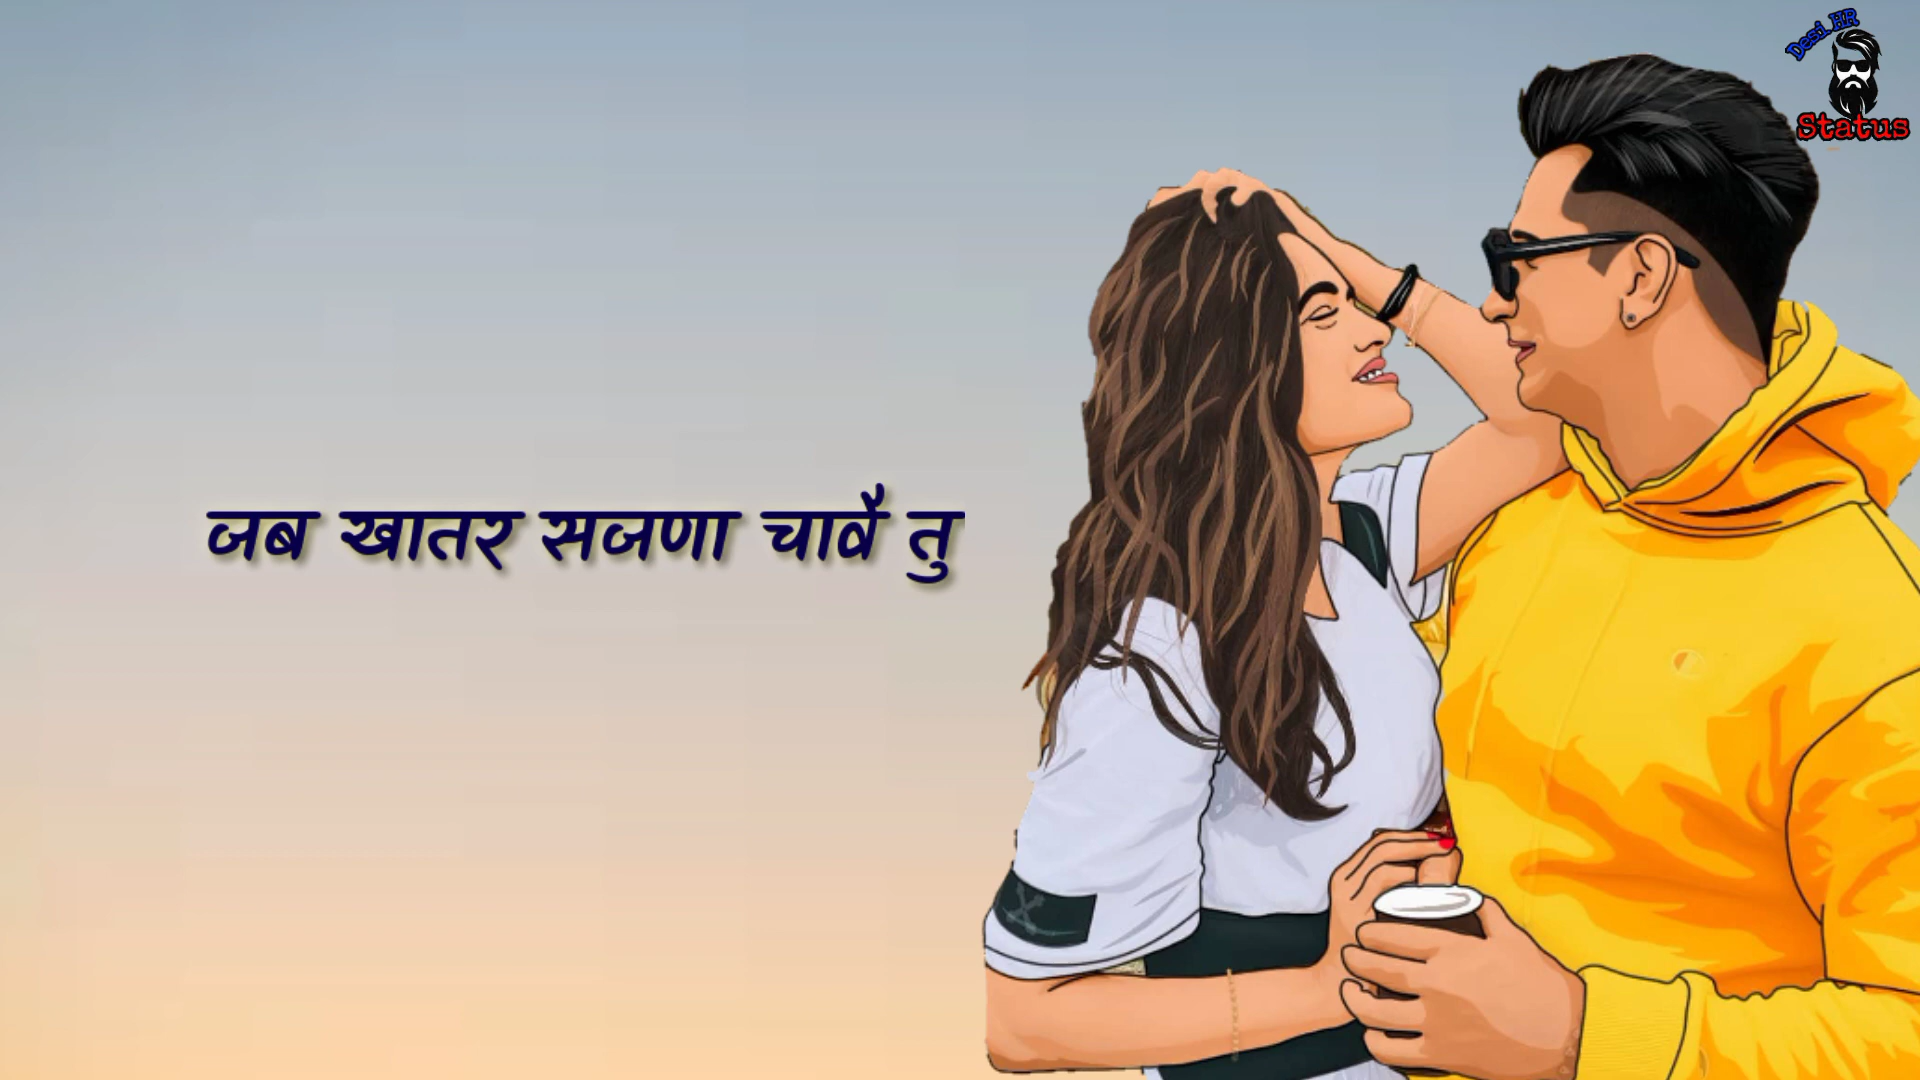 Desi HR
Status
जब खातर सजणा चावै तु